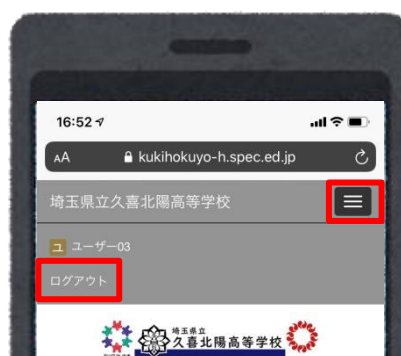 16:52
AA kukihokuyo-h.spec.ed.jp
埼玉県立久喜北陽高等学校
ユ ユーザー03
ログアウト
埼玉県立
久喜北陽高等学校